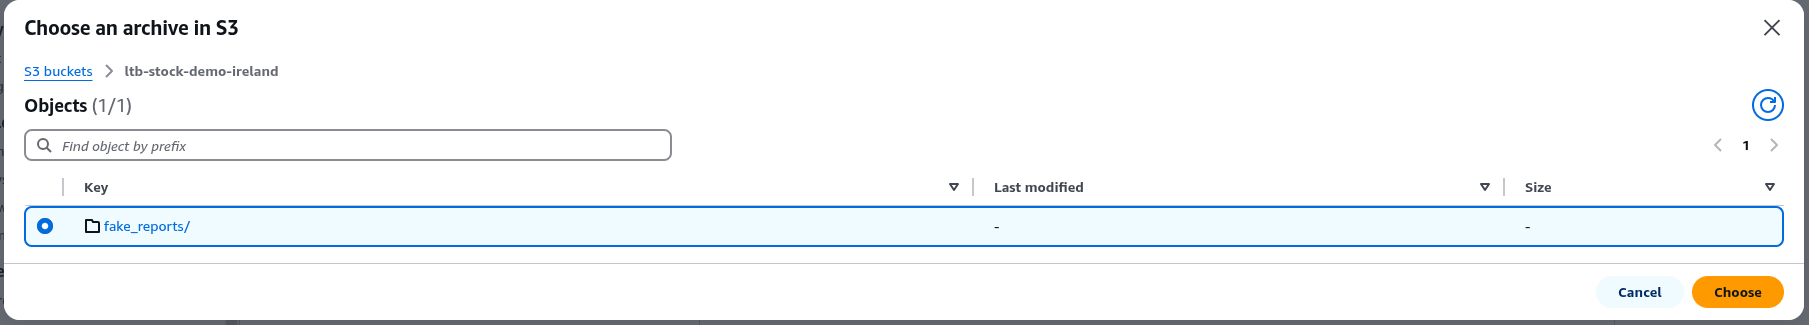 Choose an archive in S3
S3 buckets ltb-stock-demo-ireland
Objects (1/1)
Find object by prefix
1
Key Last modified Size
fake_reports/ - -
Cancel Choose